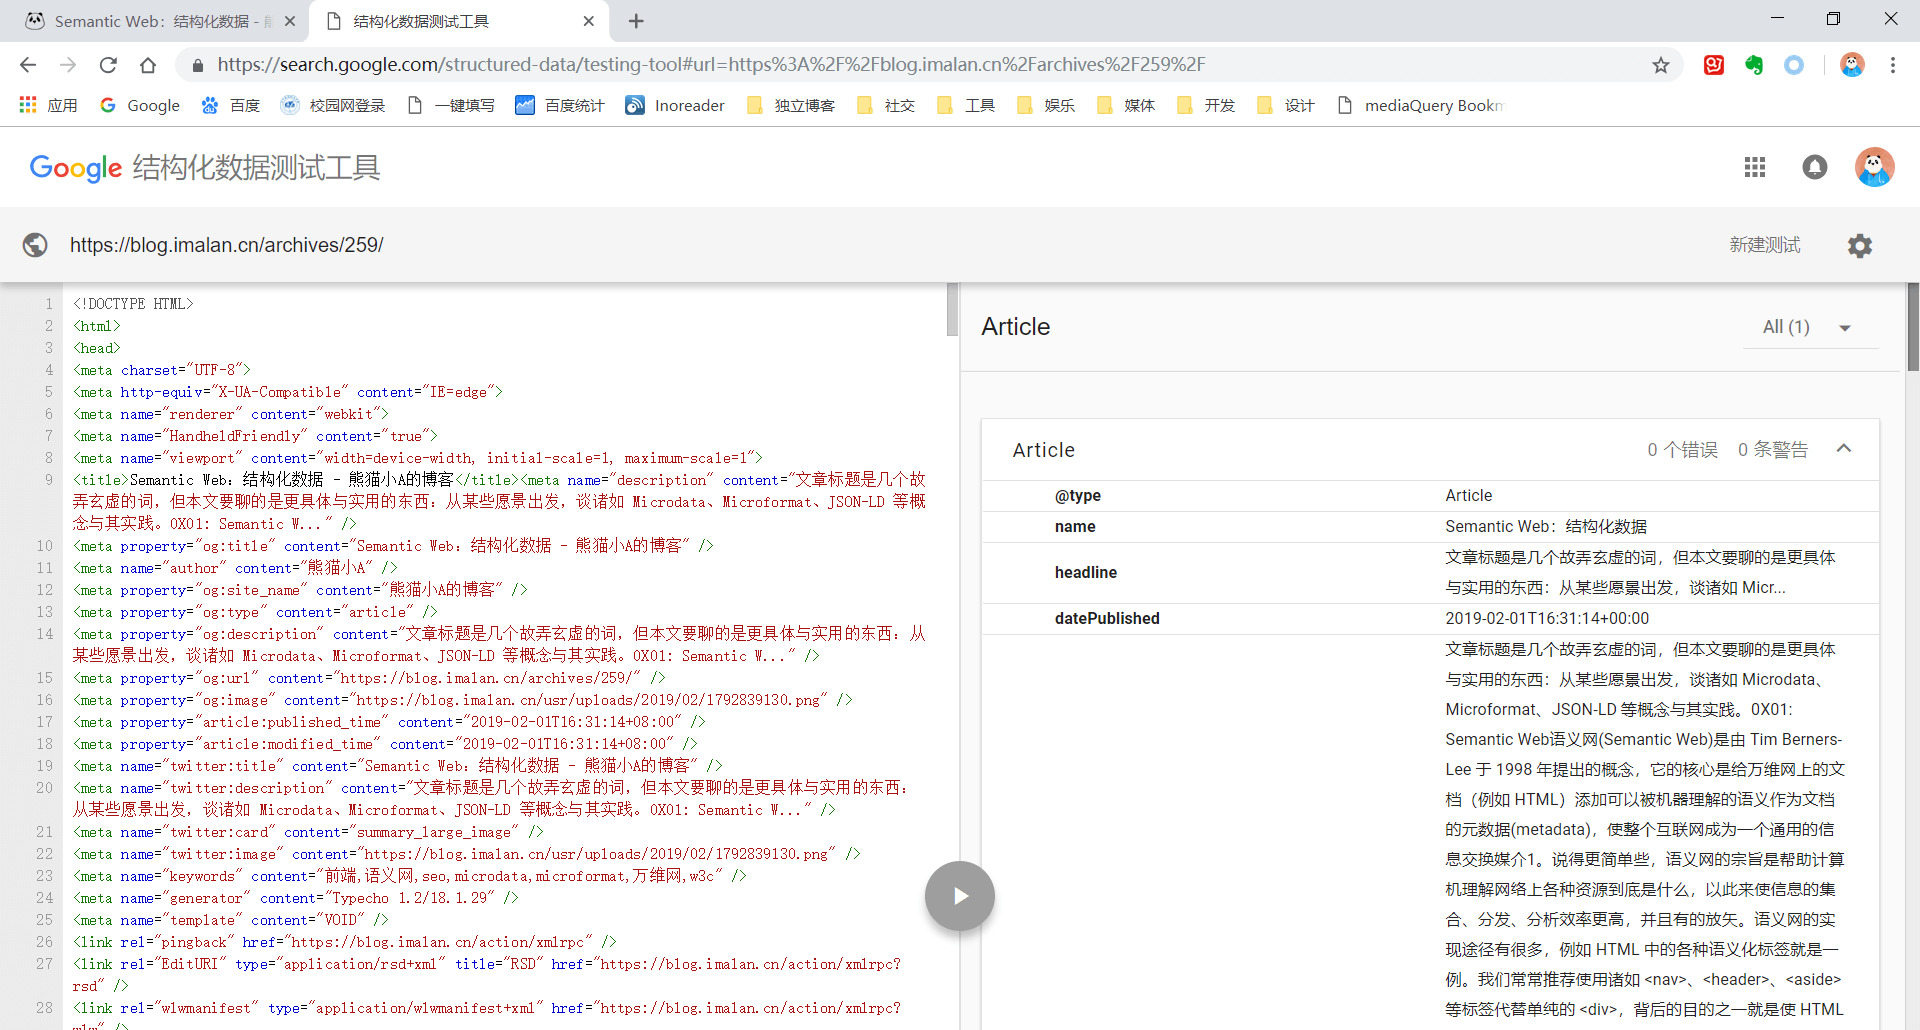 Semantic Web：结构化数据 - 
结构化数据测试工具
https://search.google.com/structured-data/testing-tool#url=https%3A%2F%2Fblog.imalan.cn%2Farchives%2F259%2F
应用 Google 百度 校园网登录 一键填写 百度统计 Inoreader 独立博客 社交 工具 娱乐 媒体 开发 设计 mediaQuery Bookm
Google 结构化数据测试工具
https://blog.imalan.cn/archives/259/
新建测试
1 <!DOCTYPE HTML>
2 <html>
3 <head>
4 <meta charset="UTF-8">
5 <meta http-equiv="X-UA-Compatible" content="IE=edge">
6 <meta name="renderer" content="webkit">
7 <meta name="HandheldFriendly" content="true">
8 <meta name="viewport" content="width=device-width, initial-scale=1, maximum-scale=1">
9 <title>Semantic Web：结构化数据 - 熊猫小A的博客</title><meta name="description" content="文章标题是几个故
弄玄虚的词，但本文要聊的是更具体与实用的东西：从某些愿景出发，谈诸如 Microdata、Microformat、JSON-LD 等概
念与其实践。0X01: Semantic W..." />
10 <meta property="og:title" content="Semantic Web：结构化数据 - 熊猫小A的博客" />
11 <meta name="author" content="熊猫小A" />
12 <meta property="og:site_name" content="熊猫小A的博客" />
13 <meta property="og:type" content="article" />
14 <meta property="og:description" content="文章标题是几个故弄玄虚的词，但本文要聊的是更具体与实用的东西：从
某些愿景出发，谈诸如 Microdata、Microformat、JSON-LD 等概念与其实践。0X01: Semantic W..." />
15 <meta property="og:url" content="https://blog.imalan.cn/archives/259/" />
16 <meta property="og:image" content="https://blog.imalan.cn/usr/uploads/2019/02/1792839130.png" />
17 <meta property="article:published_time" content="2019-02-01T16:31:14+08:00" />
18 <meta property="article:modified_time" content="2019-02-01T16:31:14+08:00" />
19 <meta name="twitter:title" content="Semantic Web：结构化数据 - 熊猫小A的博客" />
20 <meta name="twitter:description" content="文章标题是几个故弄玄虚的词，但本文要聊的是更具体与实用的东西：
从某些愿景出发，谈诸如 Microdata、Microformat、JSON-LD 等概念与其实践。0X01: Semantic W..." />
21 <meta name="twitter:card" content="summary_large_image" />
22 <meta name="twitter:image" content="https://blog.imalan.cn/usr/uploads/2019/02/1792839130.png" />
23 <meta name="keywords" content="前端,语义网,seo,microdata,microformat,万维网,w3c" />
24 <meta name="generator" content="Typecho 1.2/18.1.29" />
25 <meta name="template" content="VOID" />
26 <link rel="pingback" href="https://blog.imalan.cn/action/xmlrpc" />
27 <link rel="EditURI" type="application/rsd+xml" title="RSD" href="https://blog.imalan.cn/action/xmlrpc?
rsd" />
28 <link rel="wlwmanifest" type="application/wlwmanifest+xml" href="https://blog.imalan.cn/action/xmlrpc?
wlw" />
Article
All (1)
Article
0 个错误 0 条警告
@type Article
name Semantic Web：结构化数据
headline 文章标题是几个故弄玄虚的词，但本文要聊的是更具体
与实用的东西：从某些愿景出发，谈诸如 Micr...
datePublished 2019-02-01T16:31:14+00:00
文章标题是几个故弄玄虚的词，但本文要聊的是更具体
与实用的东西：从某些愿景出发，谈诸如 Microdata、
Microformat、JSON-LD 等概念与其实践。0X01:
Semantic Web语义网(Semantic Web)是由 Tim Berners-
Lee 于 1998 年提出的概念，它的核心是给万维网上的文
档（例如 HTML）添加可以被机器理解的语义作为文档
的元数据(metadata)，使整个互联网成为一个通用的信
息交换媒介1。说得更简单些，语义网的宗旨是帮助计算
机理解网络上各种资源到底是什么，以此来使信息的集
合、分发、分析效率更高，并且有的放矢。语义网的实
现途径有很多，例如 HTML 中的各种语义化标签就是一
例。我们常常推荐使用诸如 <nav>、<header>、<aside>
等标签代替单纯的 <div>，背后的目的之一就是使 HTML